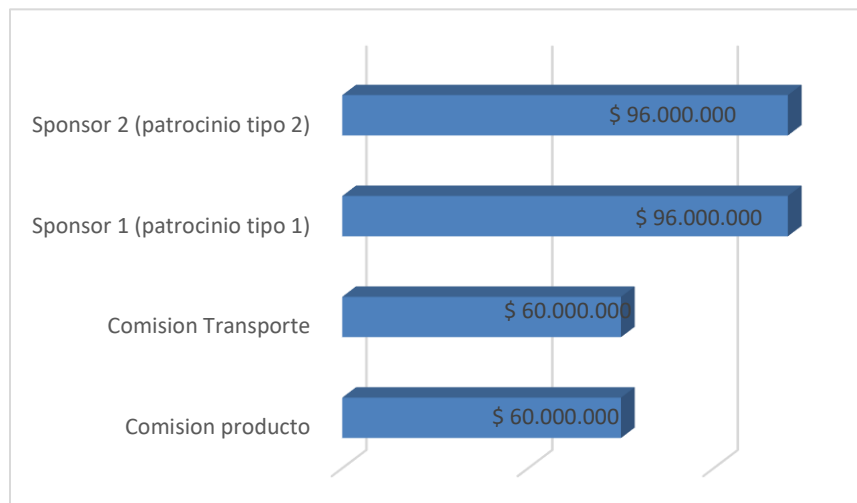 Sponsor 2 (patrocinio tipo 2)
$ 96.000.000
Sponsor 1 (patrocinio tipo 1)
$ 96.000.000
Comision Transporte
$ 60.000.000
Comision producto
$ 60.000.000